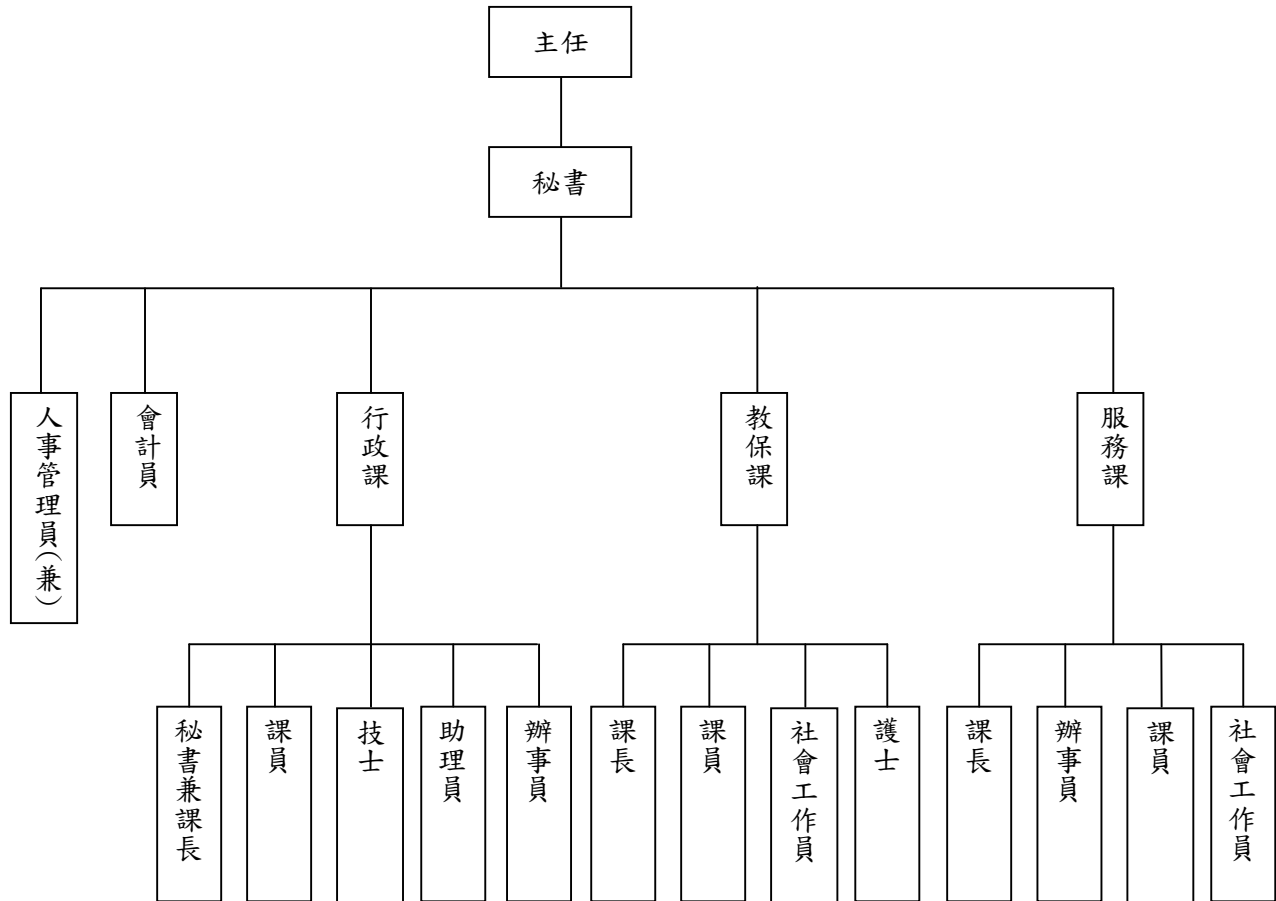 主任
秘書
人事管理員(兼)
會計員
行政課
教保課
服務課
秘書兼課長
課員
技士
助理員
辦事員
課長
課員
社會工作員
護士
課長
辦事員
課員
社會工作員